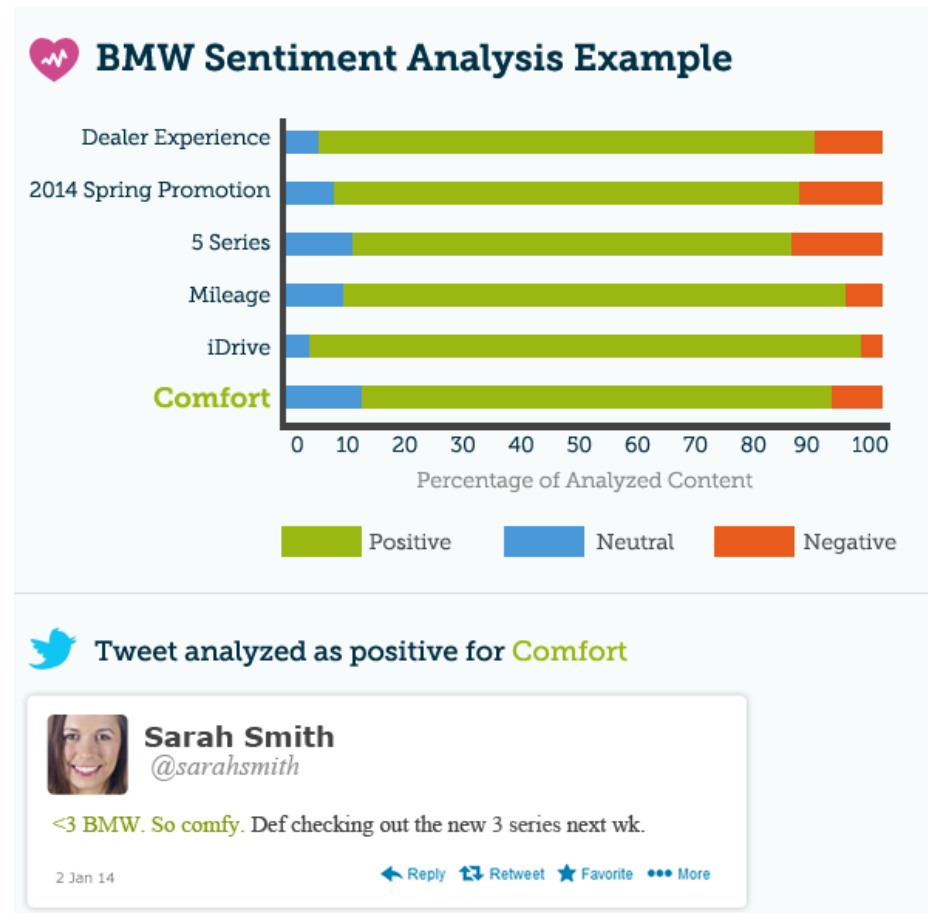 BMW Sentiment Analysis Example
Dealer Experience
2014 Spring Promotion
5 Series
Mileage
iDrive
Comfort
0 10 20 30 40 50 60 70 80 90 100
Percentage of Analyzed Content
Positive Neutral Negative
Tweet analyzed as positive for Comfort
Sarah Smith
@sarahsmith
<3 BMW. So comfy. Def checking out the new 3 series next wk.
2 Jan 14 Reply Retweet Favorite More